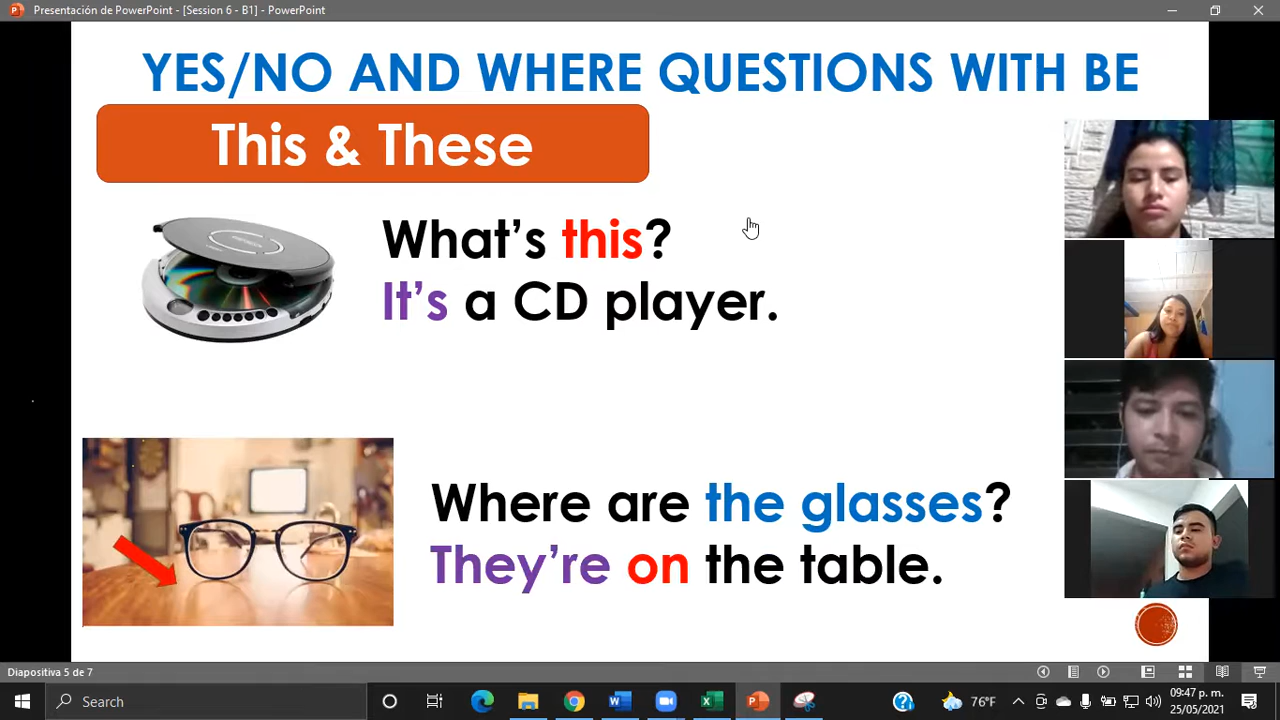 Presentación de PowerPoint - [Session 6 - B1] - PowerPoint
YES/NO AND WHERE QUESTIONS WITH BE
This & These
What's this?
It's a CD player.
Where are the glasses?
They're on the table.
Diapositiva 5 de 7
Search
76°F
09:47 p. m.
25/05/2021